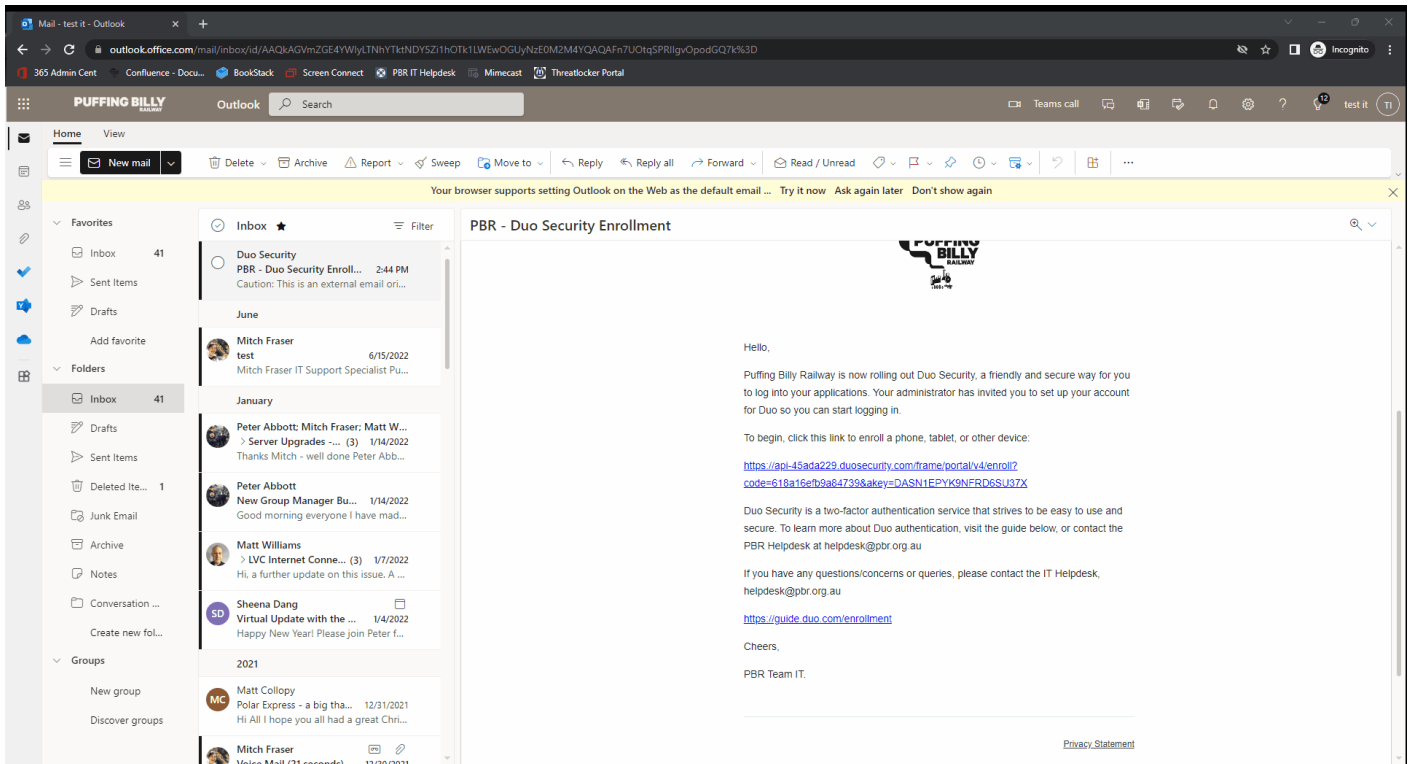 Mail - test it - Outlook
outlook.office.com/mail/inbox/id/AAQkAGVmZGE4YWIyLTNhYTktNDY5Zi1hOTk1LWEwOGUyNzE0M2M4YQAQAFn7UOtqSPRIlgvOpodGQ7k%3D
Incognito
365 Admin Cent
Confluence - Docu...
BookStack
Screen Connect
PBR IT Helpdesk
Mimecast
Threatlocker Portal
PUFFING BILLY
RAILWAY
Outlook
Search
Teams call
12
test it
TI
Home
View
New mail
Delete
Archive
Report
Sweep
Move to
Reply
Reply all
Forward
Read / Unread
Your browser supports setting Outlook on the Web as the default email ... Try it now Ask again later Don't show again
Favorites
Inbox 41
Sent Items
Drafts
Add favorite
Folders
Inbox 41
Drafts
Sent Items
Deleted Ite... 1
Junk Email
Archive
Notes
Conversation ...
Create new fol...
Groups
New group
Discover groups
Inbox
Filter
Duo Security
PBR - Duo Security Enroll... 2:44 PM
Caution: This is an external email ori...
June
Mitch Fraser
test 6/15/2022
Mitch Fraser IT Support Specialist Pu...
January
Peter Abbott; Mitch Fraser; Matt W...
> Server Upgrades -... (3) 1/14/2022
Thanks Mitch - well done Peter Abb...
Peter Abbott
New Group Manager Bu... 1/14/2022
Good morning everyone I have mad...
Matt Williams
> LVC Internet Conne... (3) 1/7/2022
Hi, a further update on this issue. A ...
SD
Sheena Dang
Virtual Update with the ... 1/4/2022
Happy New Year! Please join Peter f...
2021
MC
Matt Collopy
Polar Express - a big tha... 12/31/2021
Hi All I hope you all had a great Chri...
Mitch Fraser
Voice Mail (21 seconds) 12/30/2021
PBR - Duo Security Enrollment
PUFFING
BILLY
RAILWAY
Hello,
Puffing Billy Railway is now rolling out Duo Security, a friendly and secure way for you
to log into your applications. Your administrator has invited you to set up your account
for Duo so you can start logging in.
To begin, click this link to enroll a phone, tablet, or other device:
https://api-45ada229.duosecurity.com/frame/portal/v4/enroll?
code=618a16efb9a84739&akey=DASN1EPYK9NFRD6SU37X
Duo Security is a two-factor authentication service that strives to be easy to use and
secure. To learn more about Duo authentication, visit the guide below, or contact the
PBR Helpdesk at helpdesk@pbr.org.au
If you have any questions/concerns or queries, please contact the IT Helpdesk,
helpdesk@pbr.org.au
https://guide.duo.com/enrollment
Cheers,
PBR Team IT.
Privacy Statement